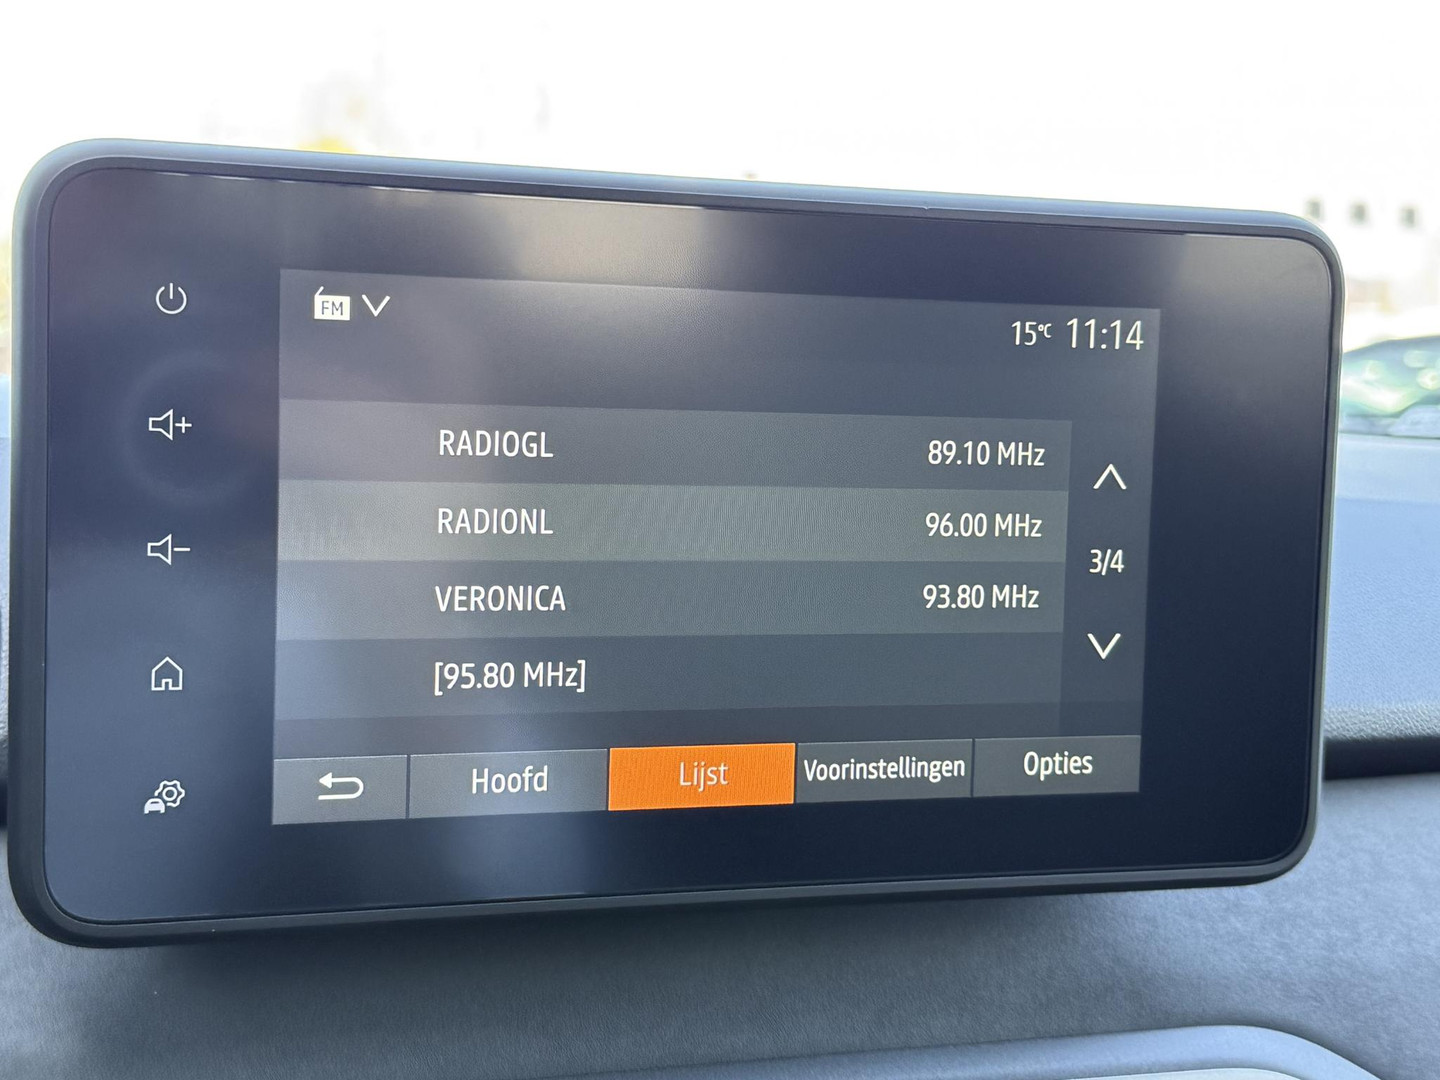 FM
15°C 11:14
RADIOGL 89.10 MHz
RADIONL 96.00 MHz
VERONICA 93.80 MHz
[95.80 MHz]
3/4
Hoofd Lijst Voorinstellingen Opties